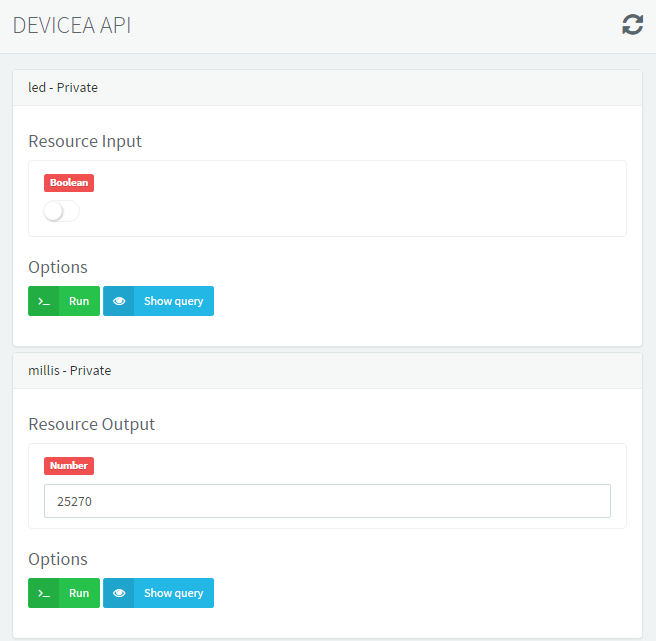 DEVICEA API
led - Private
Resource Input
Boolean
Options
>_ Run Show query
millis - Private
Resource Output
Number
25270
Options
>_ Run Show query